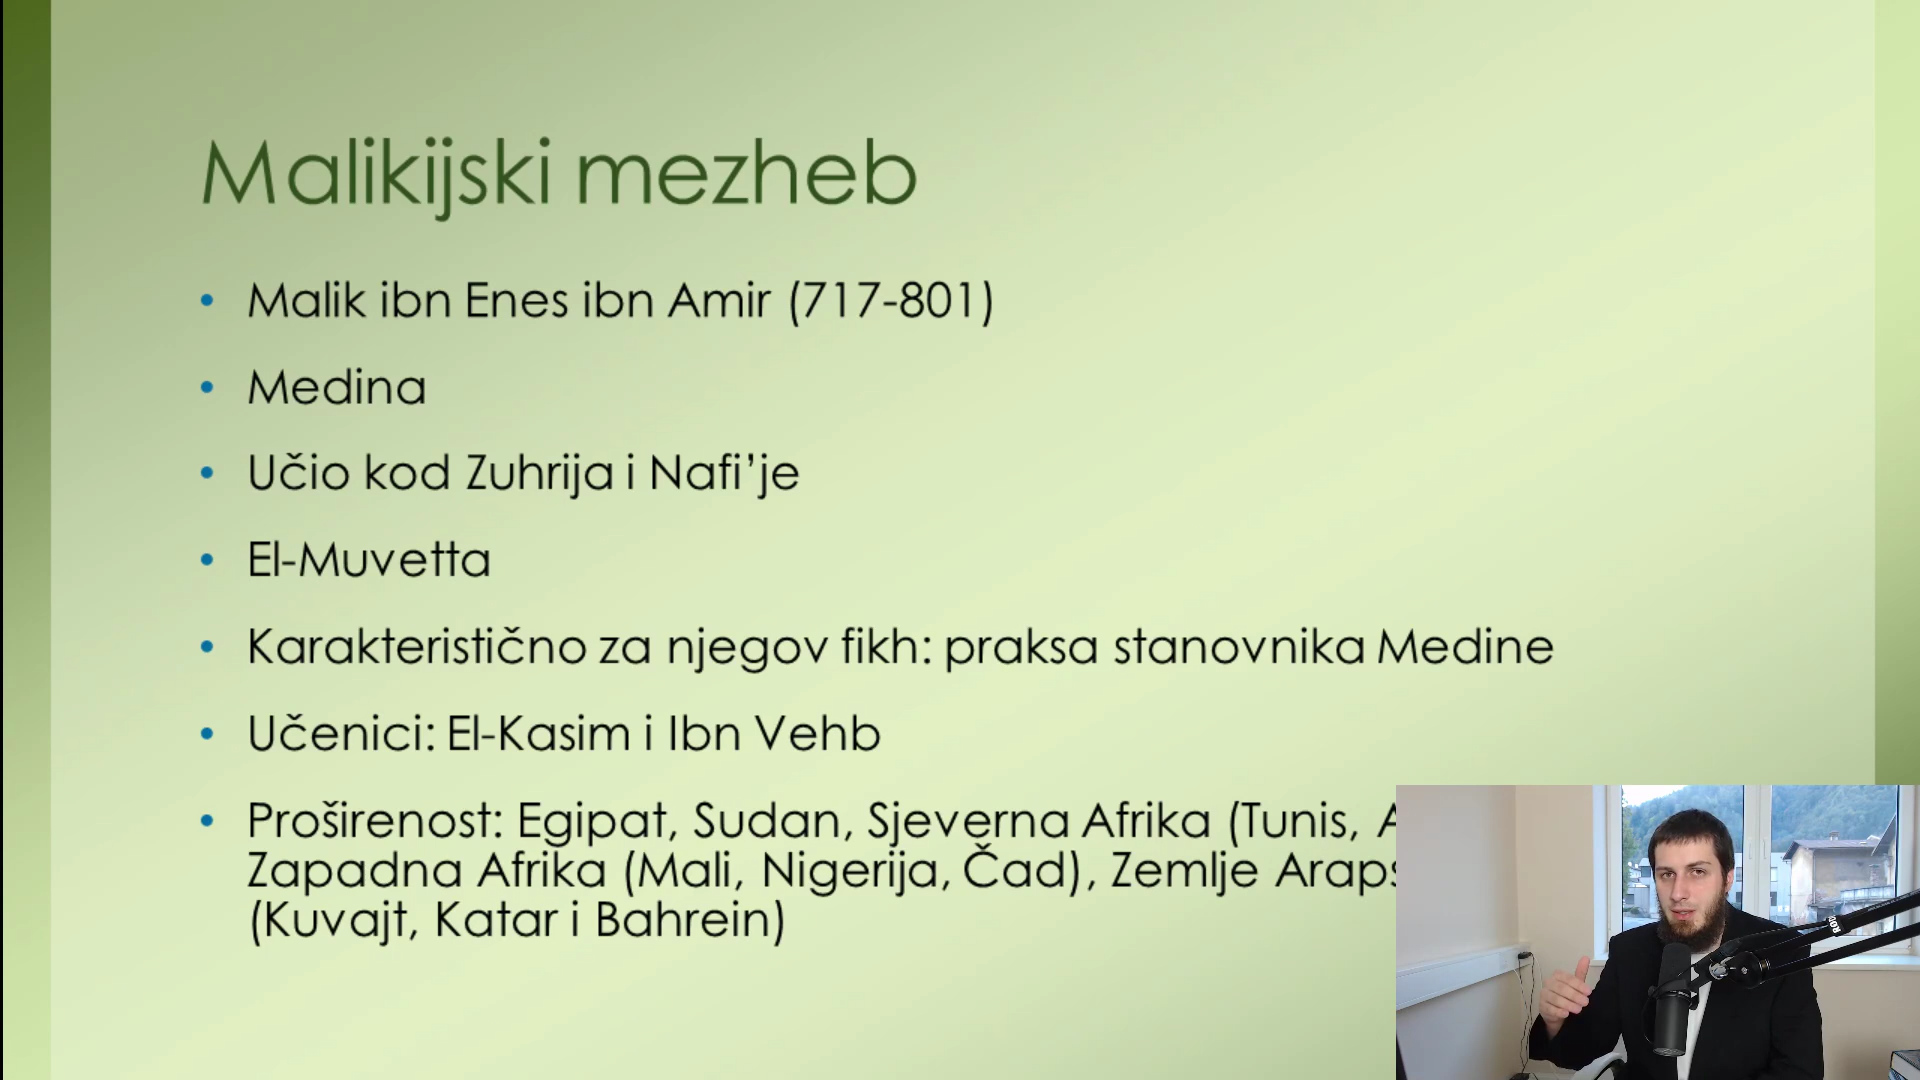 Malikijski mezheb
• Malik ibn Enes ibn Amir (717-801)
• Medina
• Učio kod Zuhrija i Nafi’je
• El-Muvetta
• Karakteristično za njegov fikh: praksa stanovnika Medine
• Učenici: El-Kasim i Ibn Vehb
• Proširenost: Egipat, Sudan, Sjeverna Afrika (Tunis,
Zapadna Afrika (Mali, Nigerija, Čad), Zemlje
(Kuvajt, Katar i Bahrein)